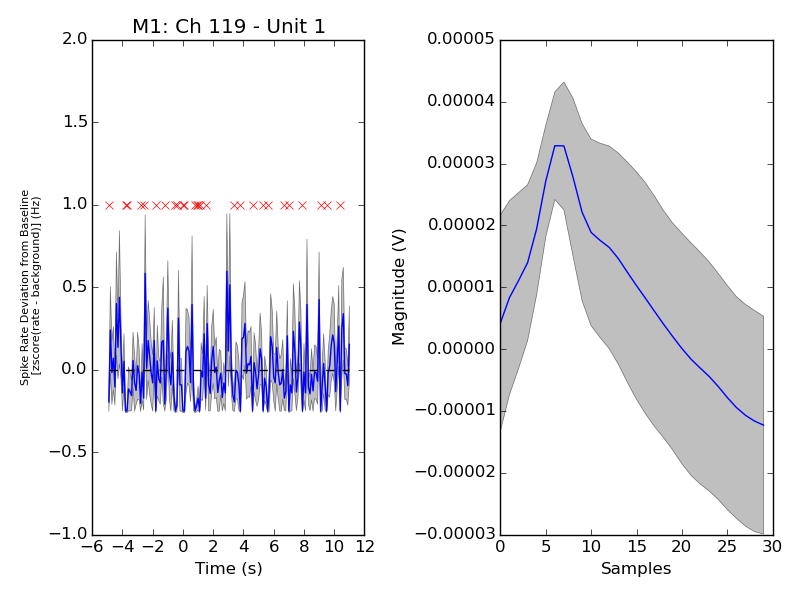 M1: Ch 119 - Unit 1
Spike Rate Deviation from Baseline
[zscore(rate - background)] (Hz)
2.0
1.5
1.0
0.5
0.0
−0.5
−1.0
−6 −4 −2 0 2 4 6 8 10 12
Time (s)
Magnitude (V)
0.00005
0.00004
0.00003
0.00002
0.00001
0.00000
−0.00001
−0.00002
−0.00003
0 5 10 15 20 25 30
Samples